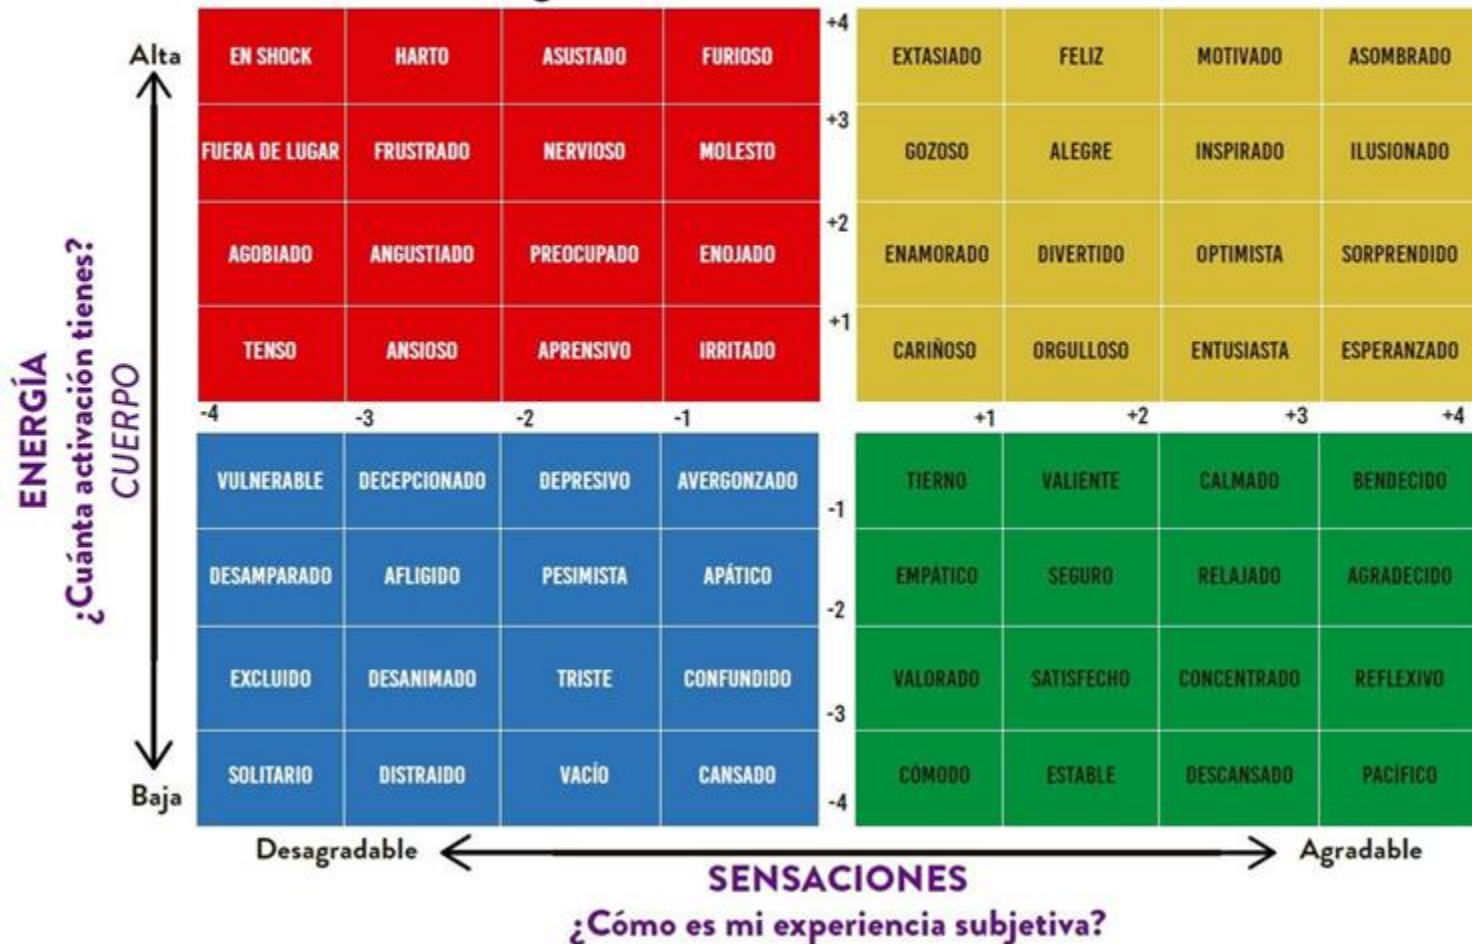 +4
Alta EN SHOCK HARTO ASUSTADO FURIOSO EXTASIADO FELIZ MOTIVADO ASOMBRADO
+3
FUERA DE LUGAR FRUSTRADO NERVIOSO MOLESTO GOZOSO ALEGRE INSPIRADO ILUSIONADO
+2
AGOBIADO ANGUSTIADO PREOCUPADO ENOJADO ENAMORADO DIVERTIDO OPTIMISTA SORPRENDIDO
+1
TENSO ANSIOSO APRENSIVO IRRITADO CARIÑOSO ORGULLOSO ENTUSIASTA ESPERANZADO
ENERGÍA
¿Cuánta activación tienes?
CUERPO
-4 -3 -2 -1 +1 +2 +3 +4
VULNERABLE DECEPCIONADO DEPRESIVO AVERGONZADO TIERNO VALIENTE CALMADO BENDECIDO
-1
DESAMPARADO AFLIGIDO PESIMISTA APÁTICO EMPÁTICO SEGURO RELAJADO AGRADECIDO
-2
EXCLUIDO DESANIMADO TRISTE CONFUNDIDO VALORADO SATISFECHO CONCENTRADO REFLEXIVO
-3
SOLITARIO DISTRAIDO VACÍO CANSADO CÓMODO ESTABLE DESCANSADO PACÍFICO
Baja -4
Desagradable Agradable
SENSACIONES
¿Cómo es mi experiencia subjetiva?